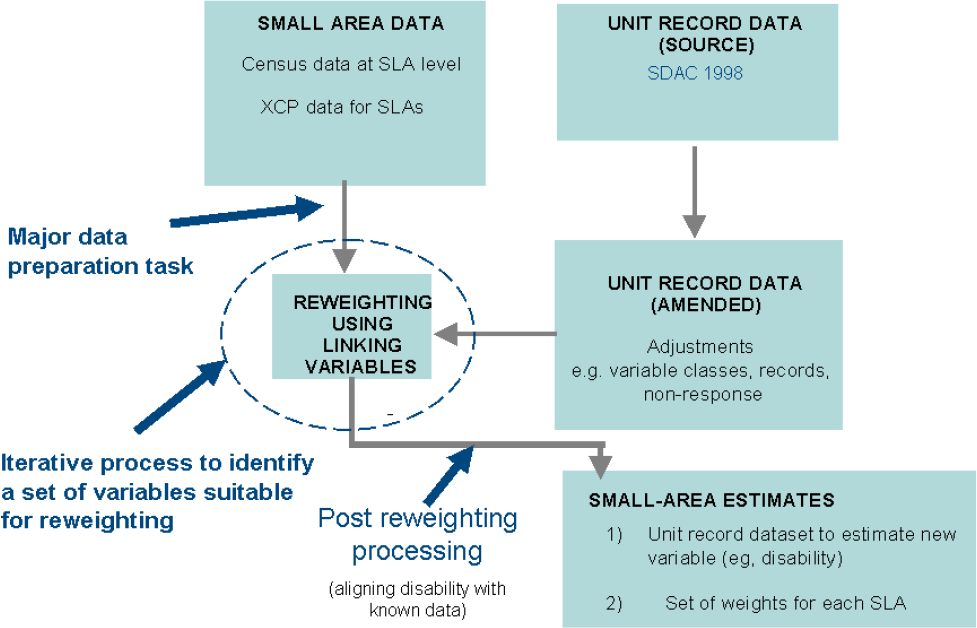 SMALL AREA DATA
Census data at SLA level
XCP data for SLAs
UNIT RECORD DATA
(SOURCE)
SDAC 1998
Major data
preparation task
REWEIGHTING
USING
LINKING
VARIABLES
UNIT RECORD DATA
(AMENDED)
Adjustments
e.g. variable classes, records,
non-response
Iterative process to identify
a set of variables suitable
for reweighting
Post reweighting
processing
(aligning disability with
known data)
SMALL-AREA ESTIMATES
1) Unit record dataset to estimate new
variable (eg, disability)
2) Set of weights for each SLA